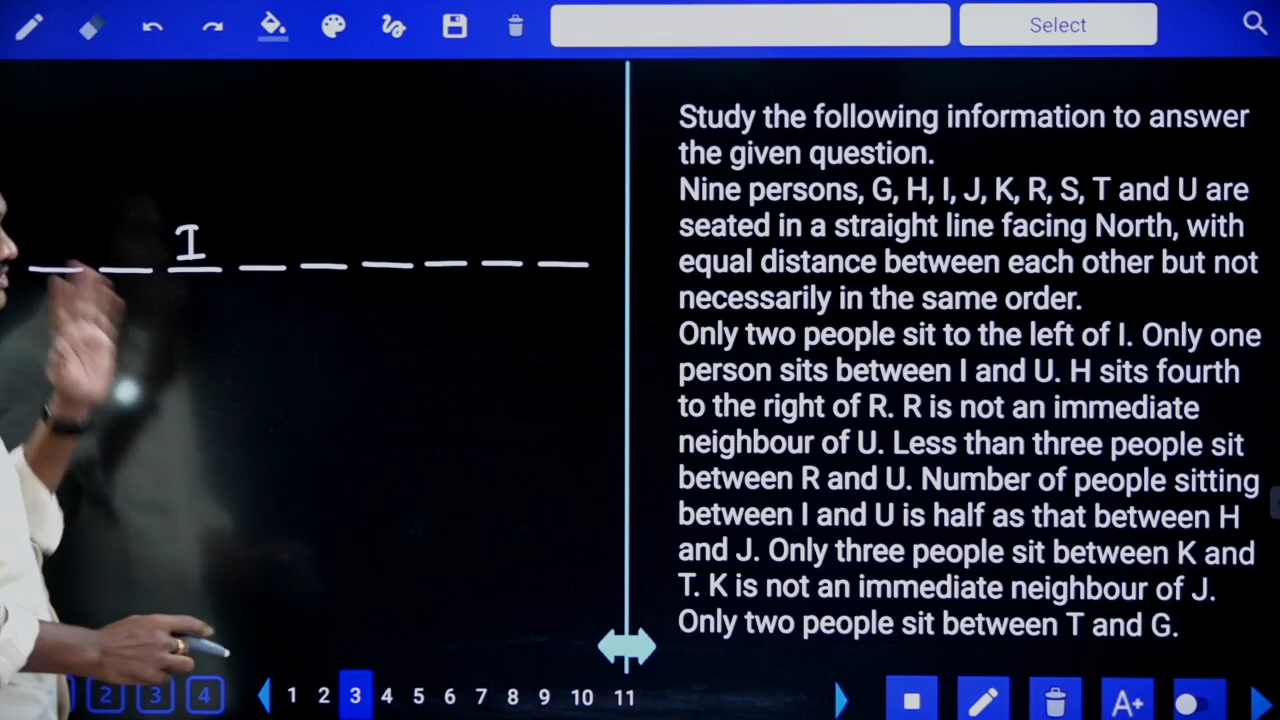 Select
I
Study the following information to answer
the given question.
Nine persons, G, H, I, J, K, R, S, T and U are
seated in a straight line facing North, with
equal distance between each other but not
necessarily in the same order.
Only two people sit to the left of I. Only one
person sits between I and U. H sits fourth
to the right of R. R is not an immediate
neighbour of U. Less than three people sit
between R and U. Number of people sitting
between I and U is half as that between H
and J. Only three people sit between K and
T. K is not an immediate neighbour of J.
Only two people sit between T and G.
2 3 4 1 2 3 4 5 6 7 8 9 10 11 A+